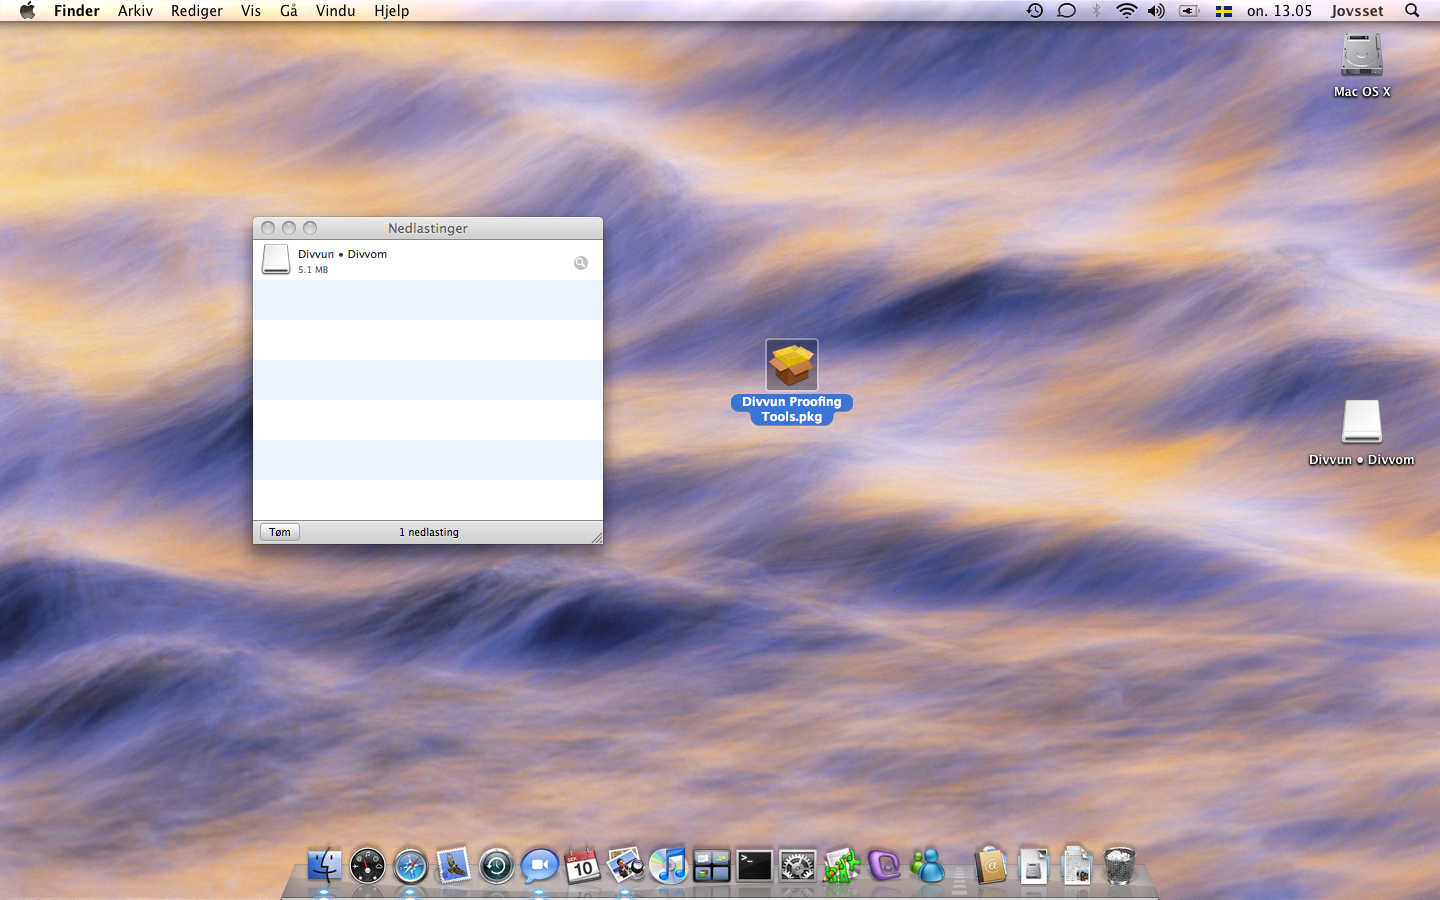 Finder Arkiv Rediger Vis Gå Vindu Hjelp on. 13.05 Jovsset
Mac OS X
Nedlastinger
Divvun • Divvom
5.1 MB
Divvun Proofing
Tools.pkg
Divvun • Divvom
Tøm 1 nedlasting
SEP
10
>_
@